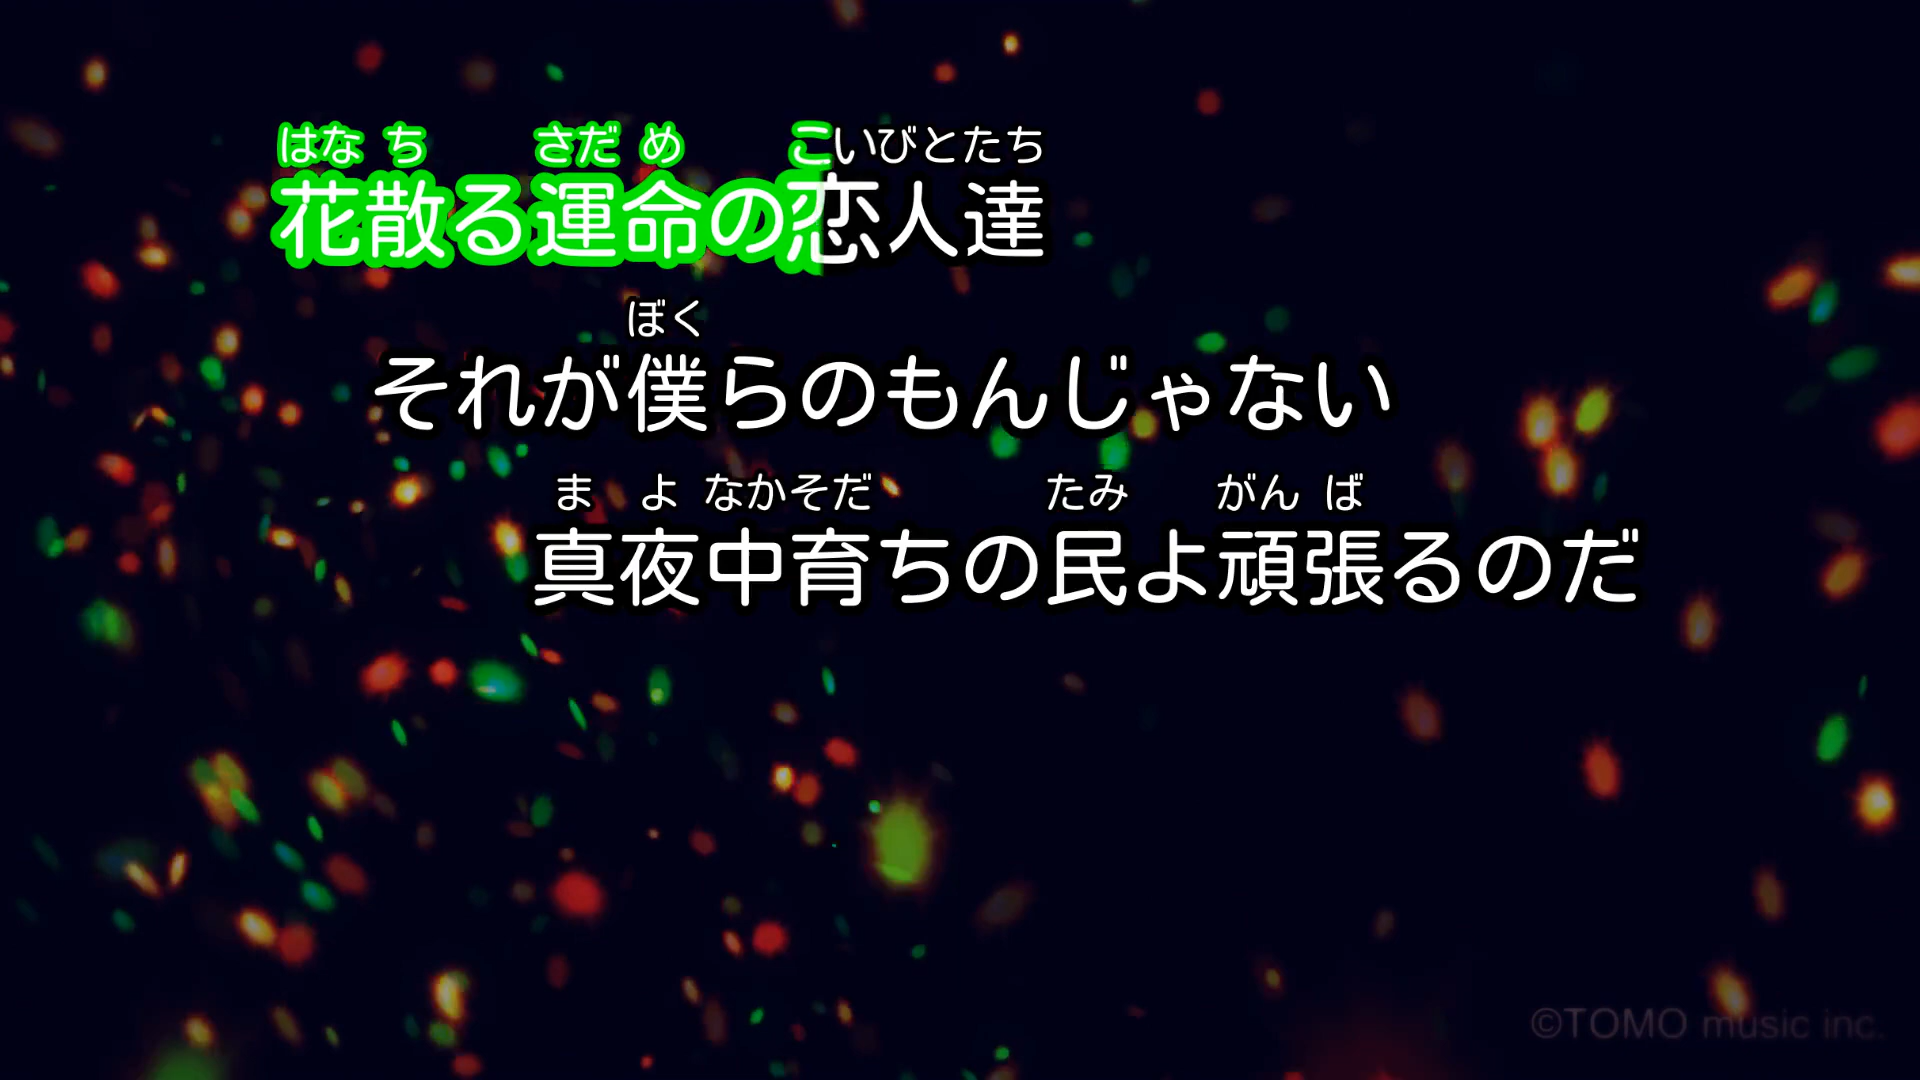 はな ち さだ め こいびとたち
花散る運命の恋人達
ぼく
それが僕らのもんじゃない
ま よ なかそだ たみ がん ば
真夜中育ちの民よ頑張るのだ
©TOMO music inc.